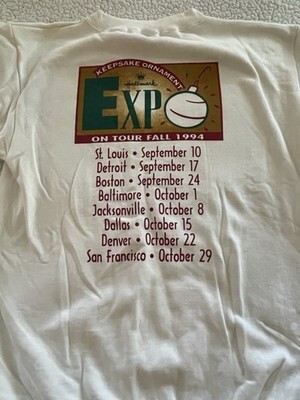 KEEPSAKE ORNAMENT
Hallmark
EXPO
ON TOUR FALL 1994
St. Louis • September 10
Detroit • September 17
Boston • September 24
Baltimore • October 1
Jacksonville • October 8
Dallas • October 15
Denver • October 22
San Francisco • October 29